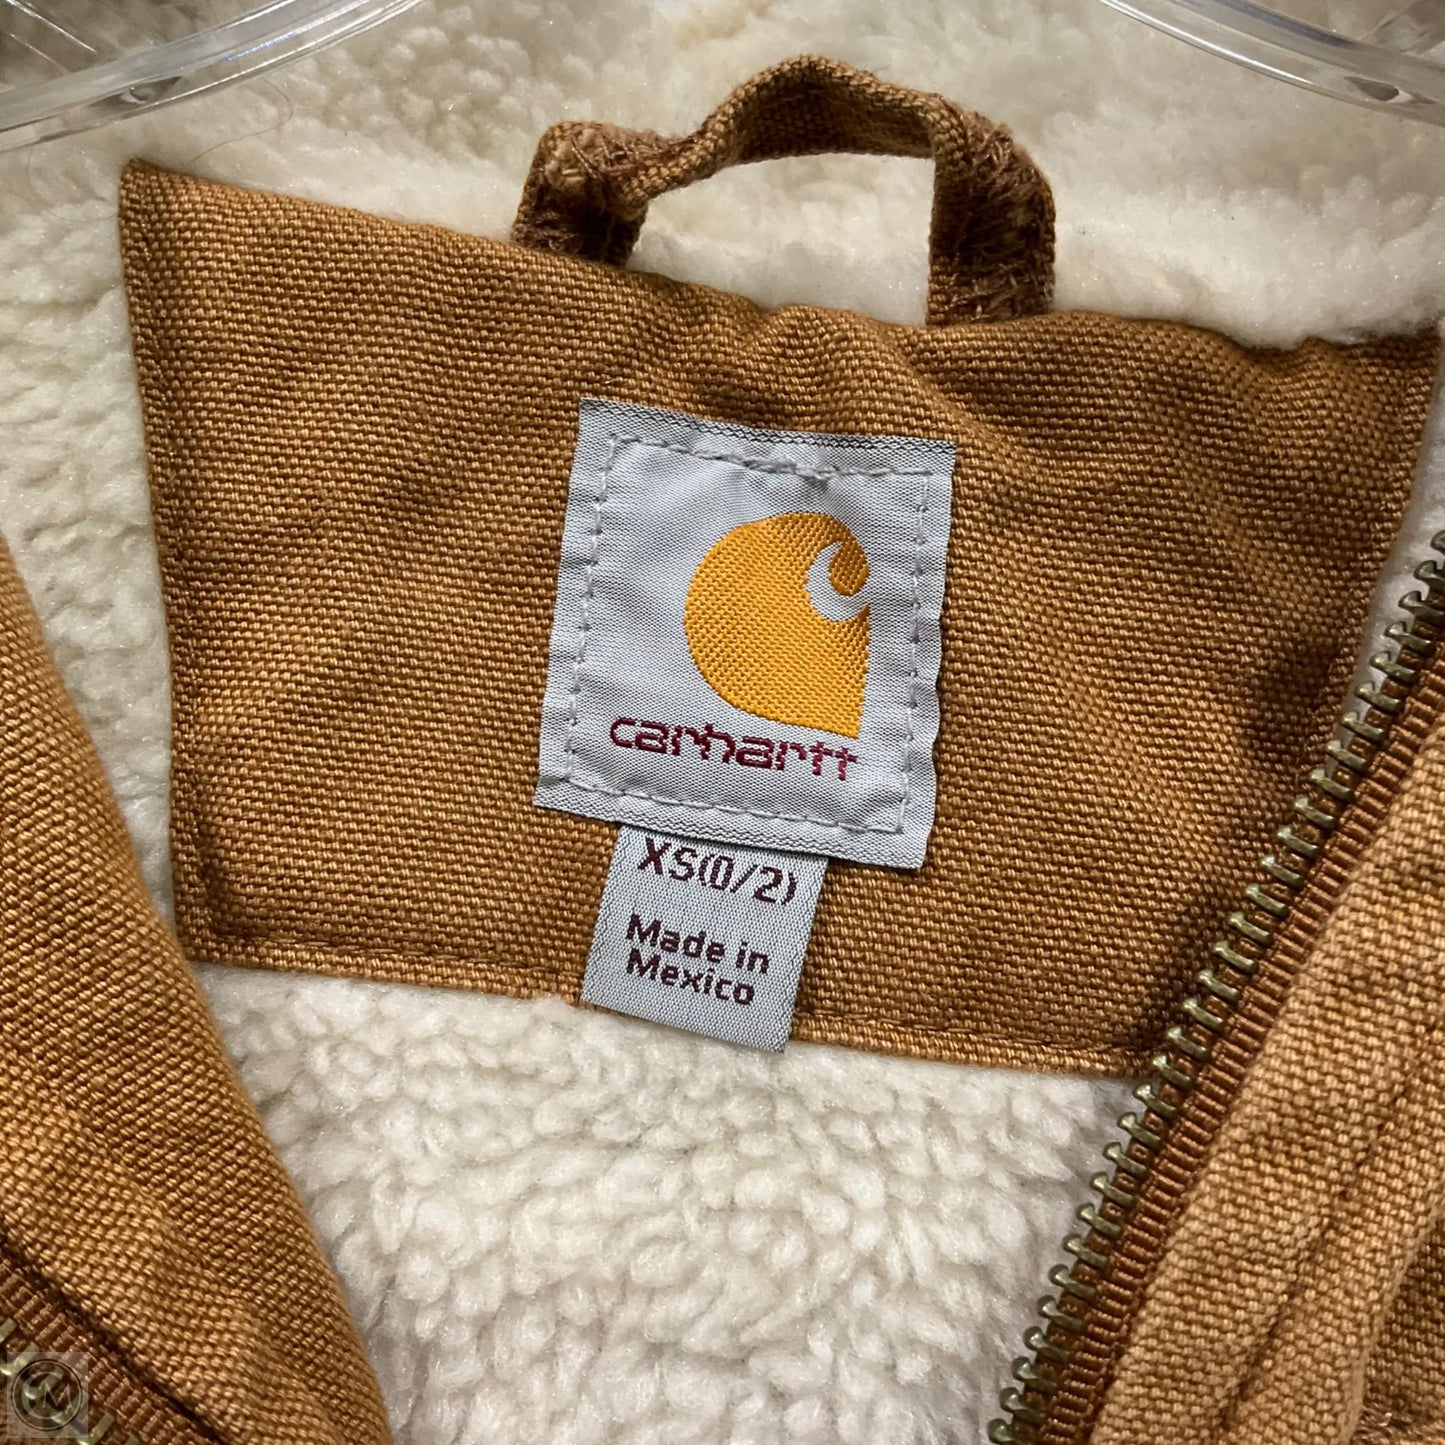 carhartt
XS(0/2)
Made in
Mexico